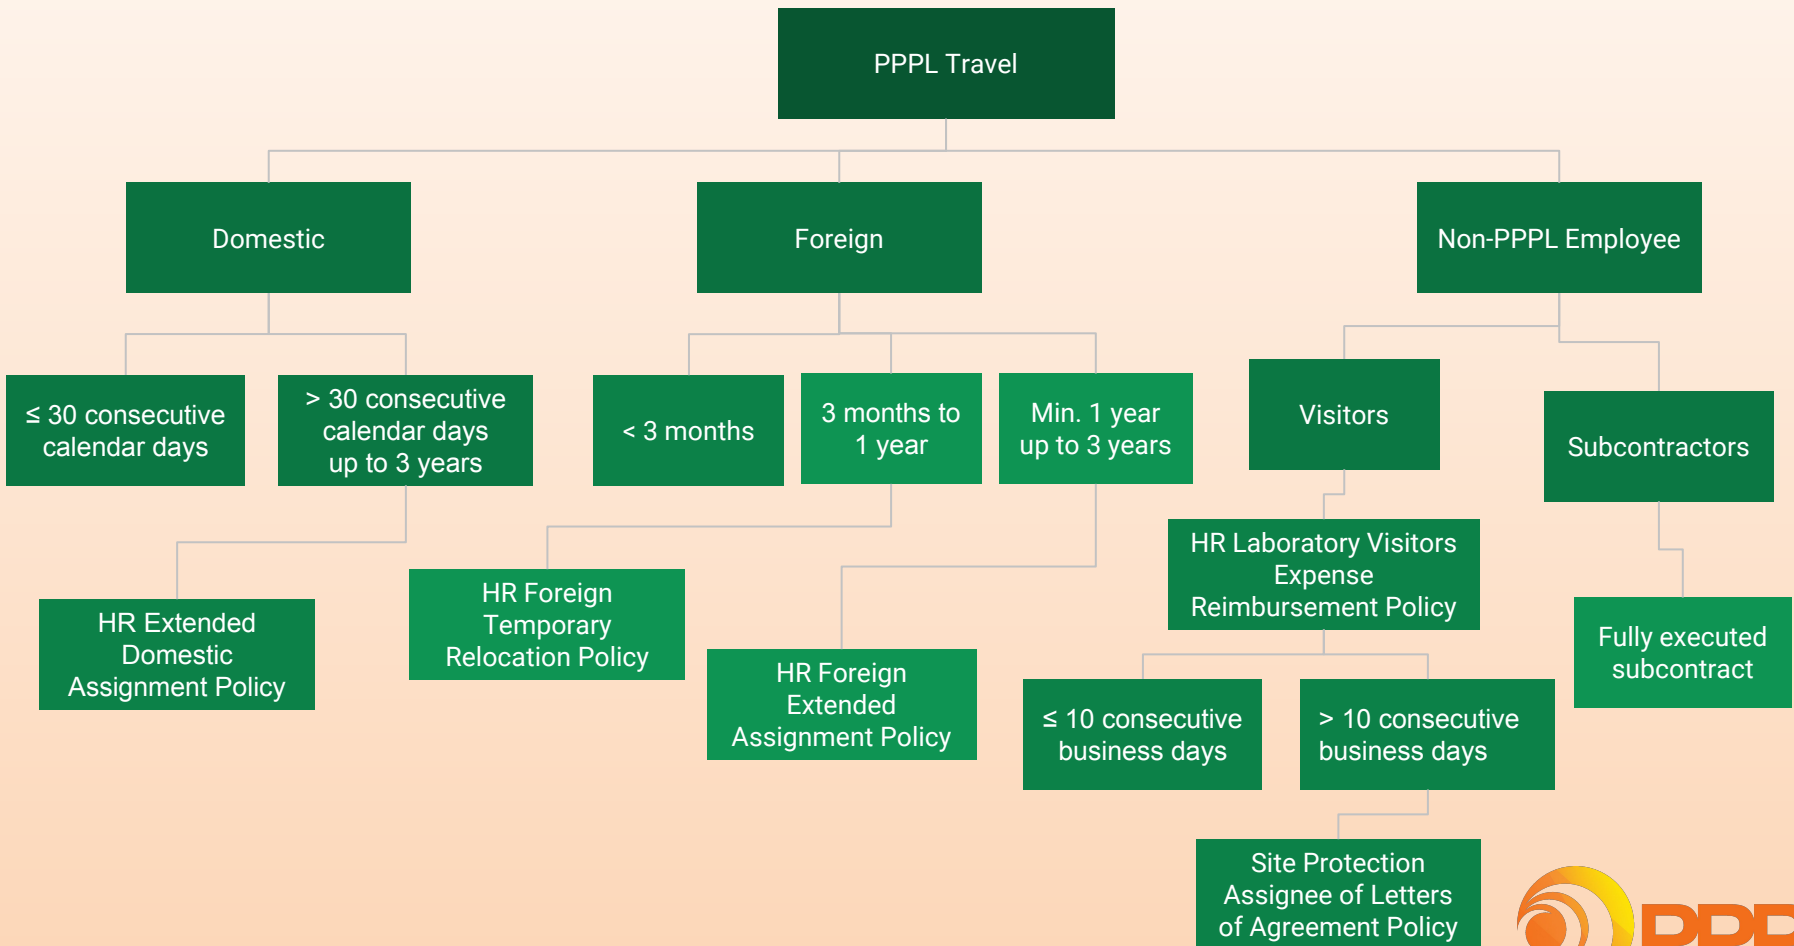 PPPL Travel
Domestic
Foreign
Non-PPPL Employee
≤ 30 consecutive
calendar days
> 30 consecutive
calendar days
up to 3 years
< 3 months
3 months to
1 year
Min. 1 year
up to 3 years
Visitors
Subcontractors
HR Extended
Domestic
Assignment Policy
HR Foreign
Temporary
Relocation Policy
HR Foreign
Extended
Assignment Policy
HR Laboratory Visitors
Expense
Reimbursement Policy
Fully executed
subcontract
≤ 10 consecutive
business days
> 10 consecutive
business days
Site Protection
Assignee of Letters
of Agreement Policy
PPP